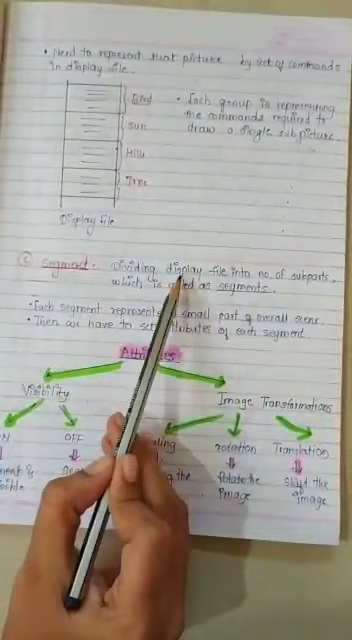 • Need to represent that picture by set of commands
in display file.
Bird
Sun
Hills
Tree
• Each group is representing
the commands required to
draw a single subpicture.
Display file
② Segment. Dividing display file into no. of subparts,
which is called as segments.
• Each segment represents small part of overall scene.
• Then we have to set attributes of each segment.
Attributes
Visibility
Image Transformations
OFF
rotation
Translation
the
Rotate the
image
shift the
image